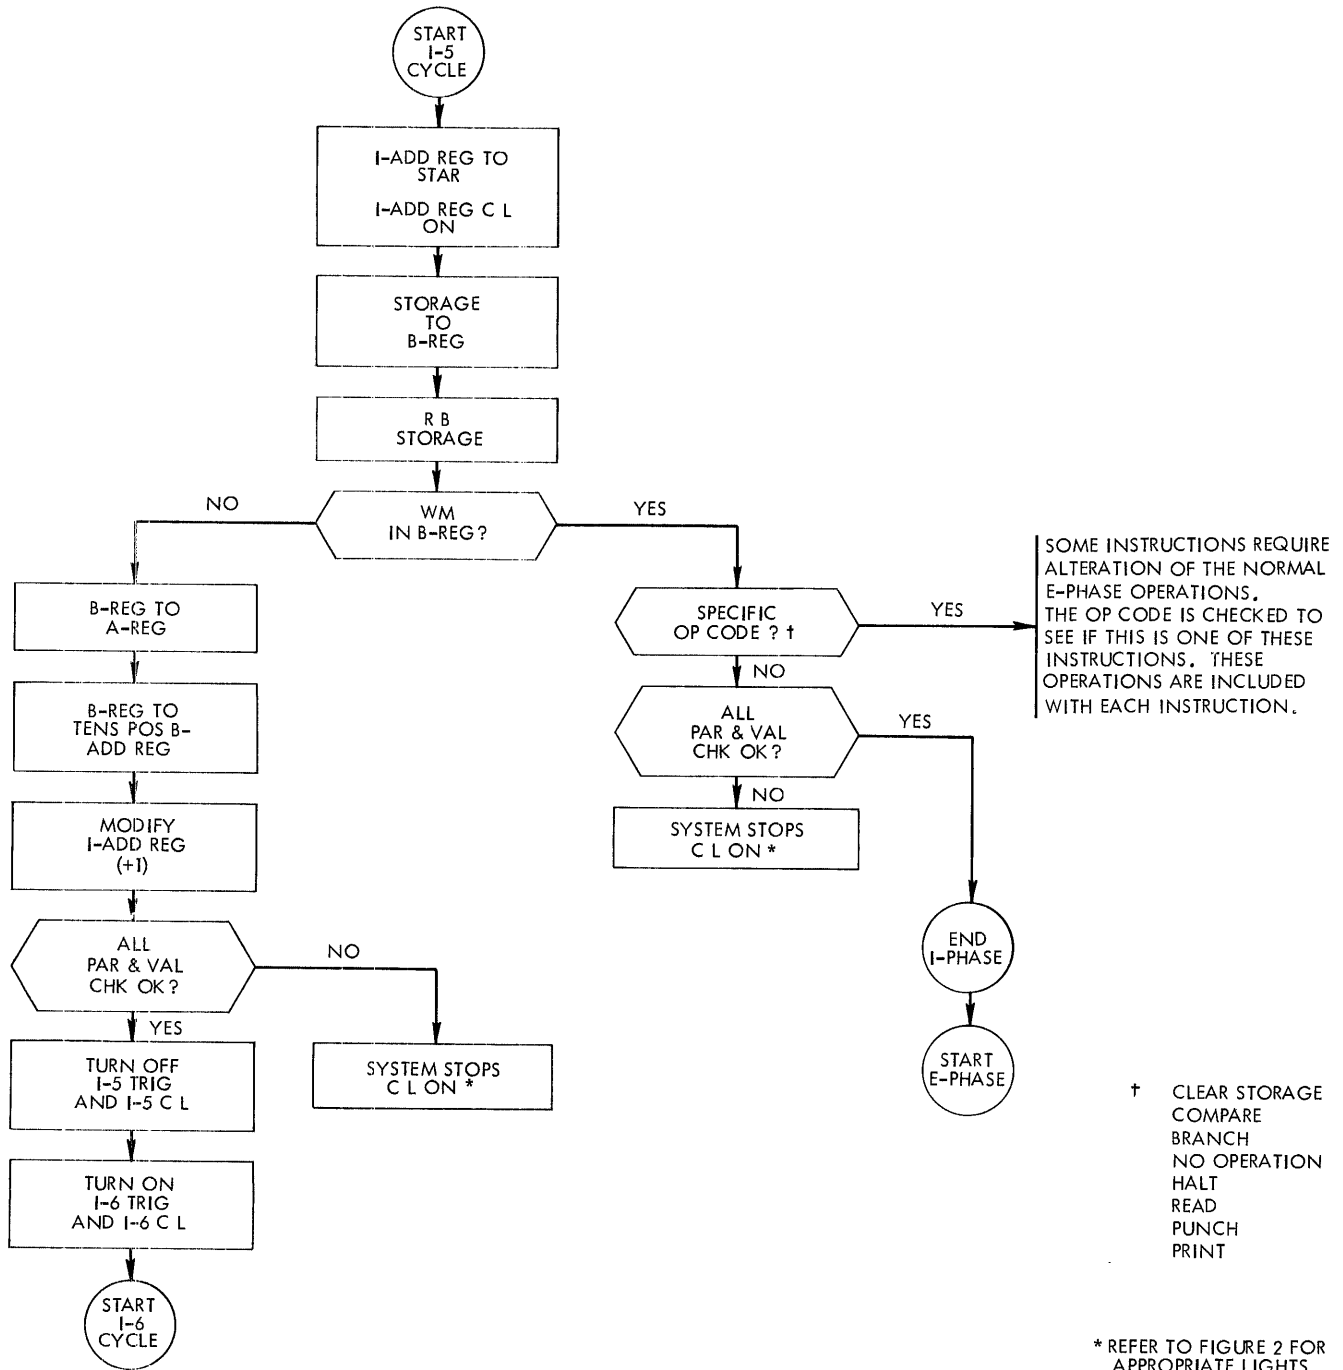 START
I-5
CYCLE
I-ADD REG TO
STAR
I-ADD REG C L
ON
STORAGE
TO
B-REG
R B
STORAGE
WM
IN B-REG?
NO
YES
B-REG TO
A-REG
B-REG TO
TENS POS B-
ADD REG
MODIFY
I-ADD REG
(+1)
ALL
PAR & VAL
CHK OK?
NO
YES
SYSTEM STOPS
C L ON *
TURN OFF
I-5 TRIG
AND I-5 C L
TURN ON
I-6 TRIG
AND I-6 C L
START
I-6
CYCLE
SPECIFIC
OP CODE ? †
YES
NO
SOME INSTRUCTIONS REQUIRE
ALTERATION OF THE NORMAL
E-PHASE OPERATIONS.
THE OP CODE IS CHECKED TO
SEE IF THIS IS ONE OF THESE
INSTRUCTIONS. THESE
OPERATIONS ARE INCLUDED
WITH EACH INSTRUCTION.
ALL
PAR & VAL
CHK OK?
YES
NO
SYSTEM STOPS
C L ON *
END
I-PHASE
START
E-PHASE
† CLEAR STORAGE
COMPARE
BRANCH
NO OPERATION
HALT
READ
PUNCH
PRINT
* REFER TO FIGURE 2 FOR
APPROPRIATE LIGHTS